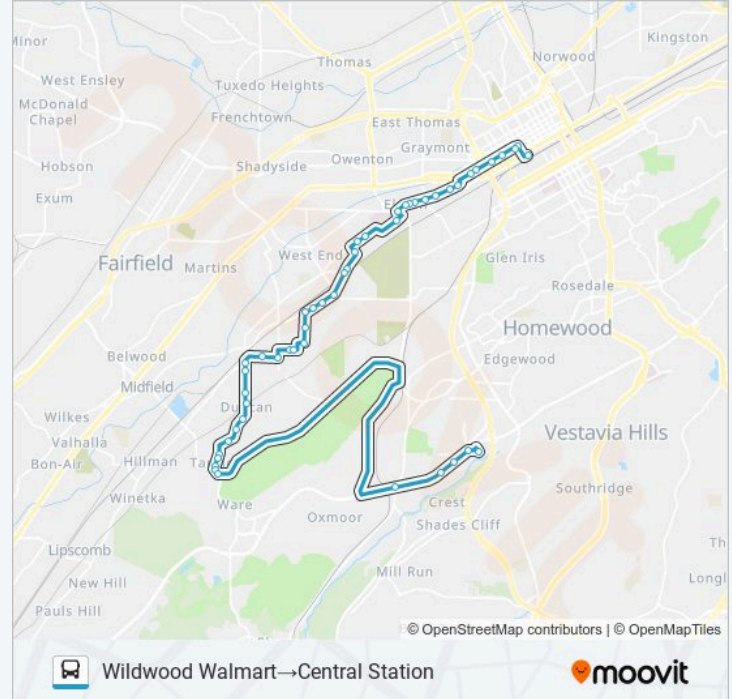 Kingston
Norwood
Thomas
West Ensley
Tuxedo Heights
McDonald
Chapel
Frenchtown
East Thomas
Graymont
Hobson
Shadyside
Owenton
Exum
West End
Glen Iris
Fairfield
Martins
Rosedale
Homewood
Belwood
Edgewood
Midfield
Wilkes
Valhalla
Vestavia Hills
Bon-Air
Hillman
Winetka
Ware
Southridge
Oxmoor
Crest
Shades Cliff
Lipscomb
Mill Run
New Hill
Pauls Hill
© OpenStreetMap contributors | © OpenMapTiles
Wildwood Walmart→Central Station
moovit